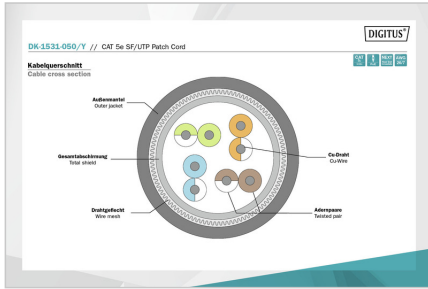 DIGITUS®
DK-1531-050/Y // CAT 5e SF/UTP Patch Cord
Kabelquerschnitt
Cable cross section
Außenmantel
Outer jacket
Gesamtabschirmung
Total shield
Cu-Draht
Cu-Wire
Drahtgeflecht
Wire mesh
Adernpaare
Twisted pair